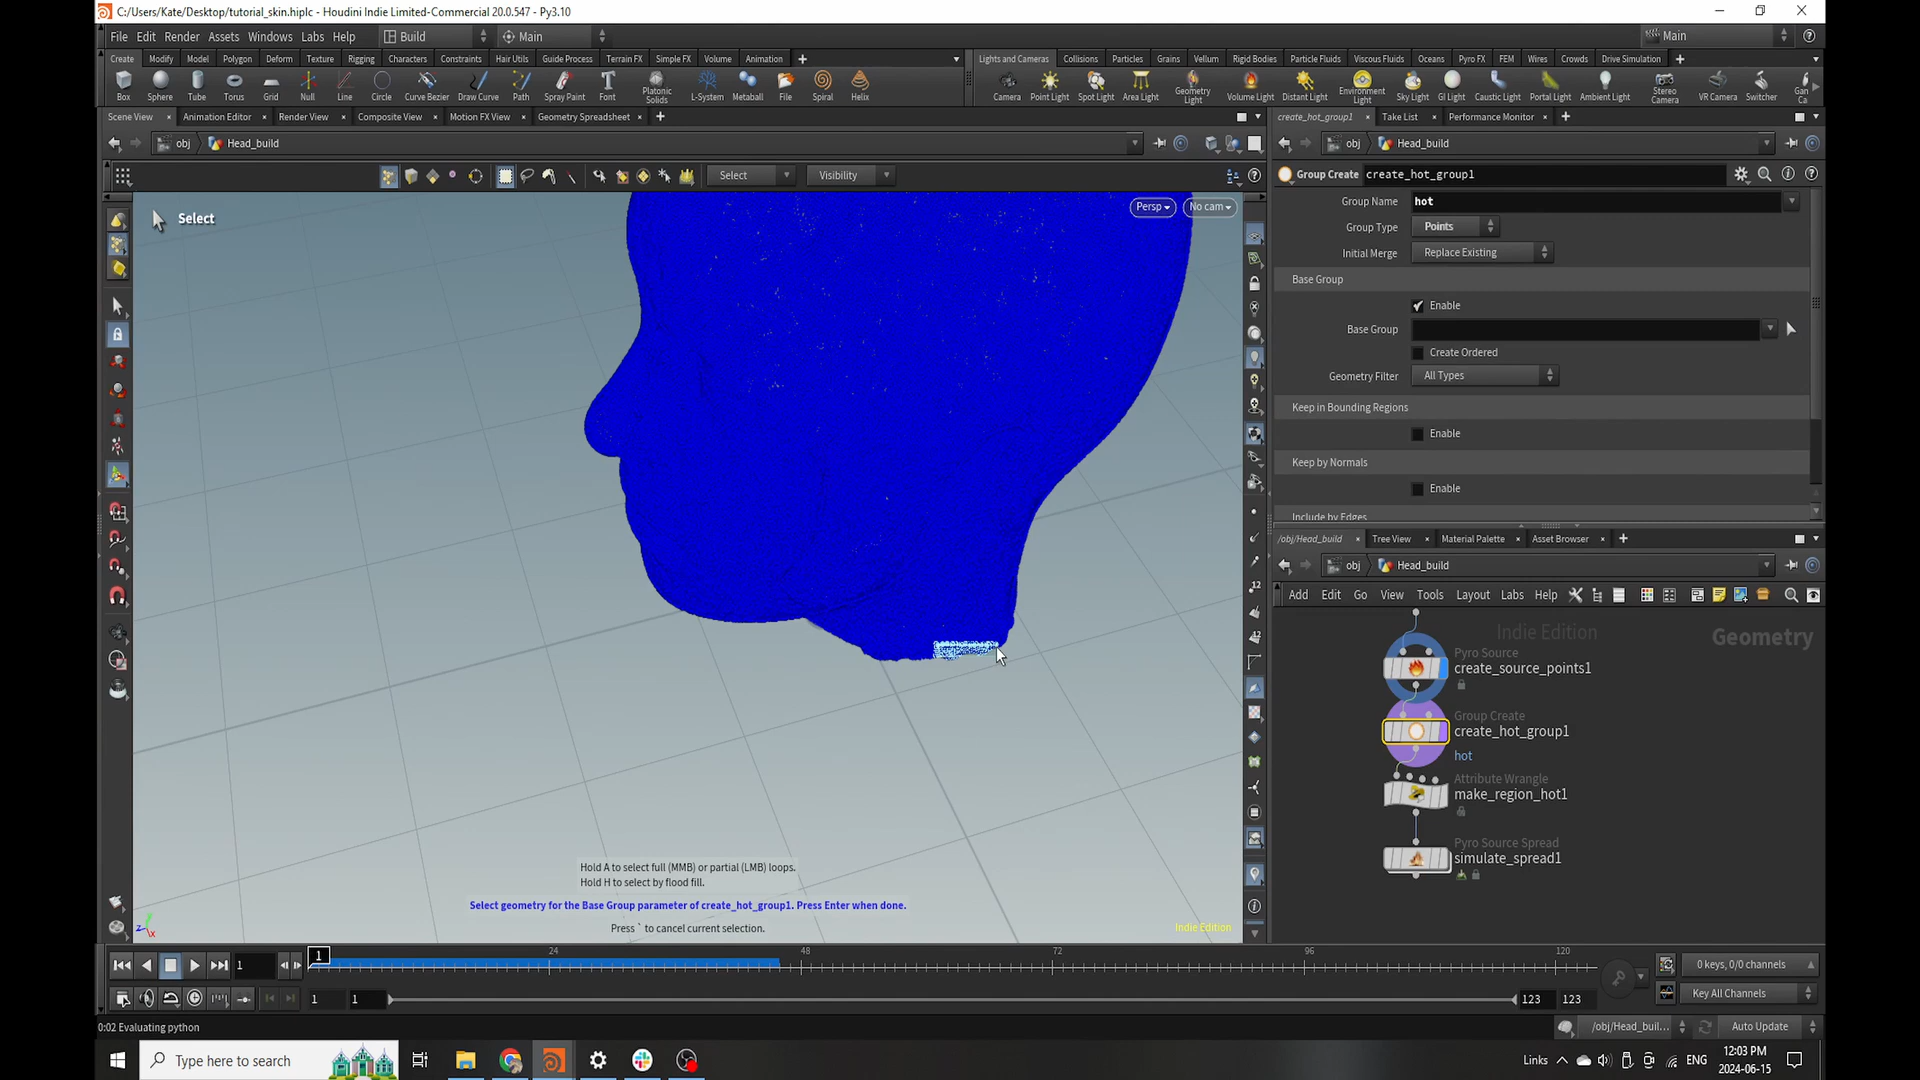 C:/Users/Kate/Desktop/tutorial_skin.hiplc - Houdini Indie Limited-Commercial 20.0.547 - Py3.10
File Edit Render Assets Windows Labs Help Build Main Main
Create Modify Model Polygon Deform Texture Rigging Characters Constraints Hair Utils Guide Process Terrain FX Simple FX Volume Animation
Lights and Cameras Collisions Particles Grains Vellum Rigid Bodies Particle Fluids Viscous Fluids Oceans Pyro FX FEM Wires Crowds Drive Simulation
Box Sphere Tube Torus Grid Null Line Circle Curve Bezier Draw Curve Path Spray Paint Font Platonic Solids L-System Metaball File Spiral Helix
Camera Point Light Spot Light Area Light Geometry Light Volume Light Distant Light Environment Light Sky Light GI Light Caustic Light Portal Light Ambient Light Stereo Camera VR Camera Switcher Gan Ca
Scene View Animation Editor Render View Composite View Motion FX View Geometry Spreadsheet
create_hot_group1 Take List Performance Monitor
obj Head_build
obj Head_build
Select Visibility
Group Create create_hot_group1
Select
Persp No cam
Group Name hot
Group Type Points
Initial Merge Replace Existing
Base Group
Enable
Base Group
Create Ordered
Geometry Filter All Types
Keep in Bounding Regions
Enable
Keep by Normals
Enable
Include by Edges
/obj/Head_build Tree View Material Palette Asset Browser
obj Head_build
Add Edit Go View Tools Layout Labs Help
Indie Edition
Geometry
Pyro Source
create_source_points1
Group Create
create_hot_group1
hot
Attribute Wrangle
make_region_hot1
Pyro Source Spread
simulate_spread1
Hold A to select full (MMB) or partial (LMB) loops.
Hold H to select by flood fill.
Select geometry for the Base Group parameter of create_hot_group1. Press Enter when done.
Press ` to cancel current selection.
Indie Edition
z x
1 1 24 48 72 96 120
0 keys, 0/0 channels
1 1 123 123
Key All Channels
0:02 Evaluating python
/obj/Head_buil... Auto Update
Type here to search
Links ENG 12:03 PM
2024-06-15